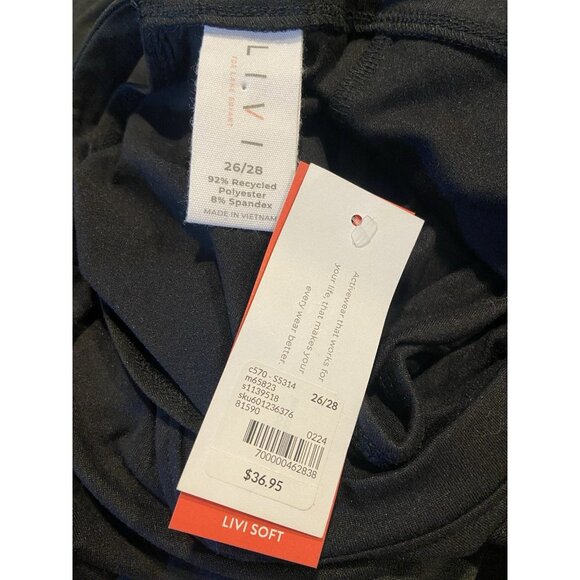 LIVI
FOR LANE BRYANT
26/28
92% Recycled
Polyester
8% Spandex
MADE IN VIETNAM
Activewear that works for
your life, that makes your
every wear better.
c570 - S5314
m65823
s1139518
sku601236376
81590
26/28
0224
700000462838
$36.95
LIVI SOFT